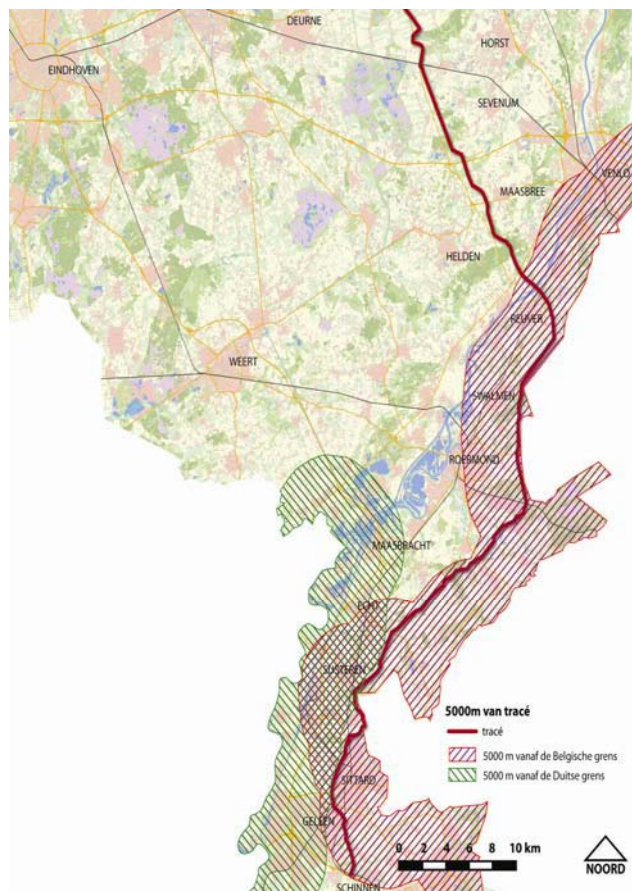 DEURNE
HORST
EINDHOVEN
SEVENUM
VENLO
MAASBREE
HELDEN
REUVER
WEERT
SWALMEN
ROERMOND
MAASBRACHT
ECHT
SUSTEREN
5000m van tracé
tracé
5000 m vanaf de Belgische grens
5000 m vanaf de Duitse grens
SITTARD
GELEEN
0 2 4 6 8 10 km
NOORD
SCHINNEN